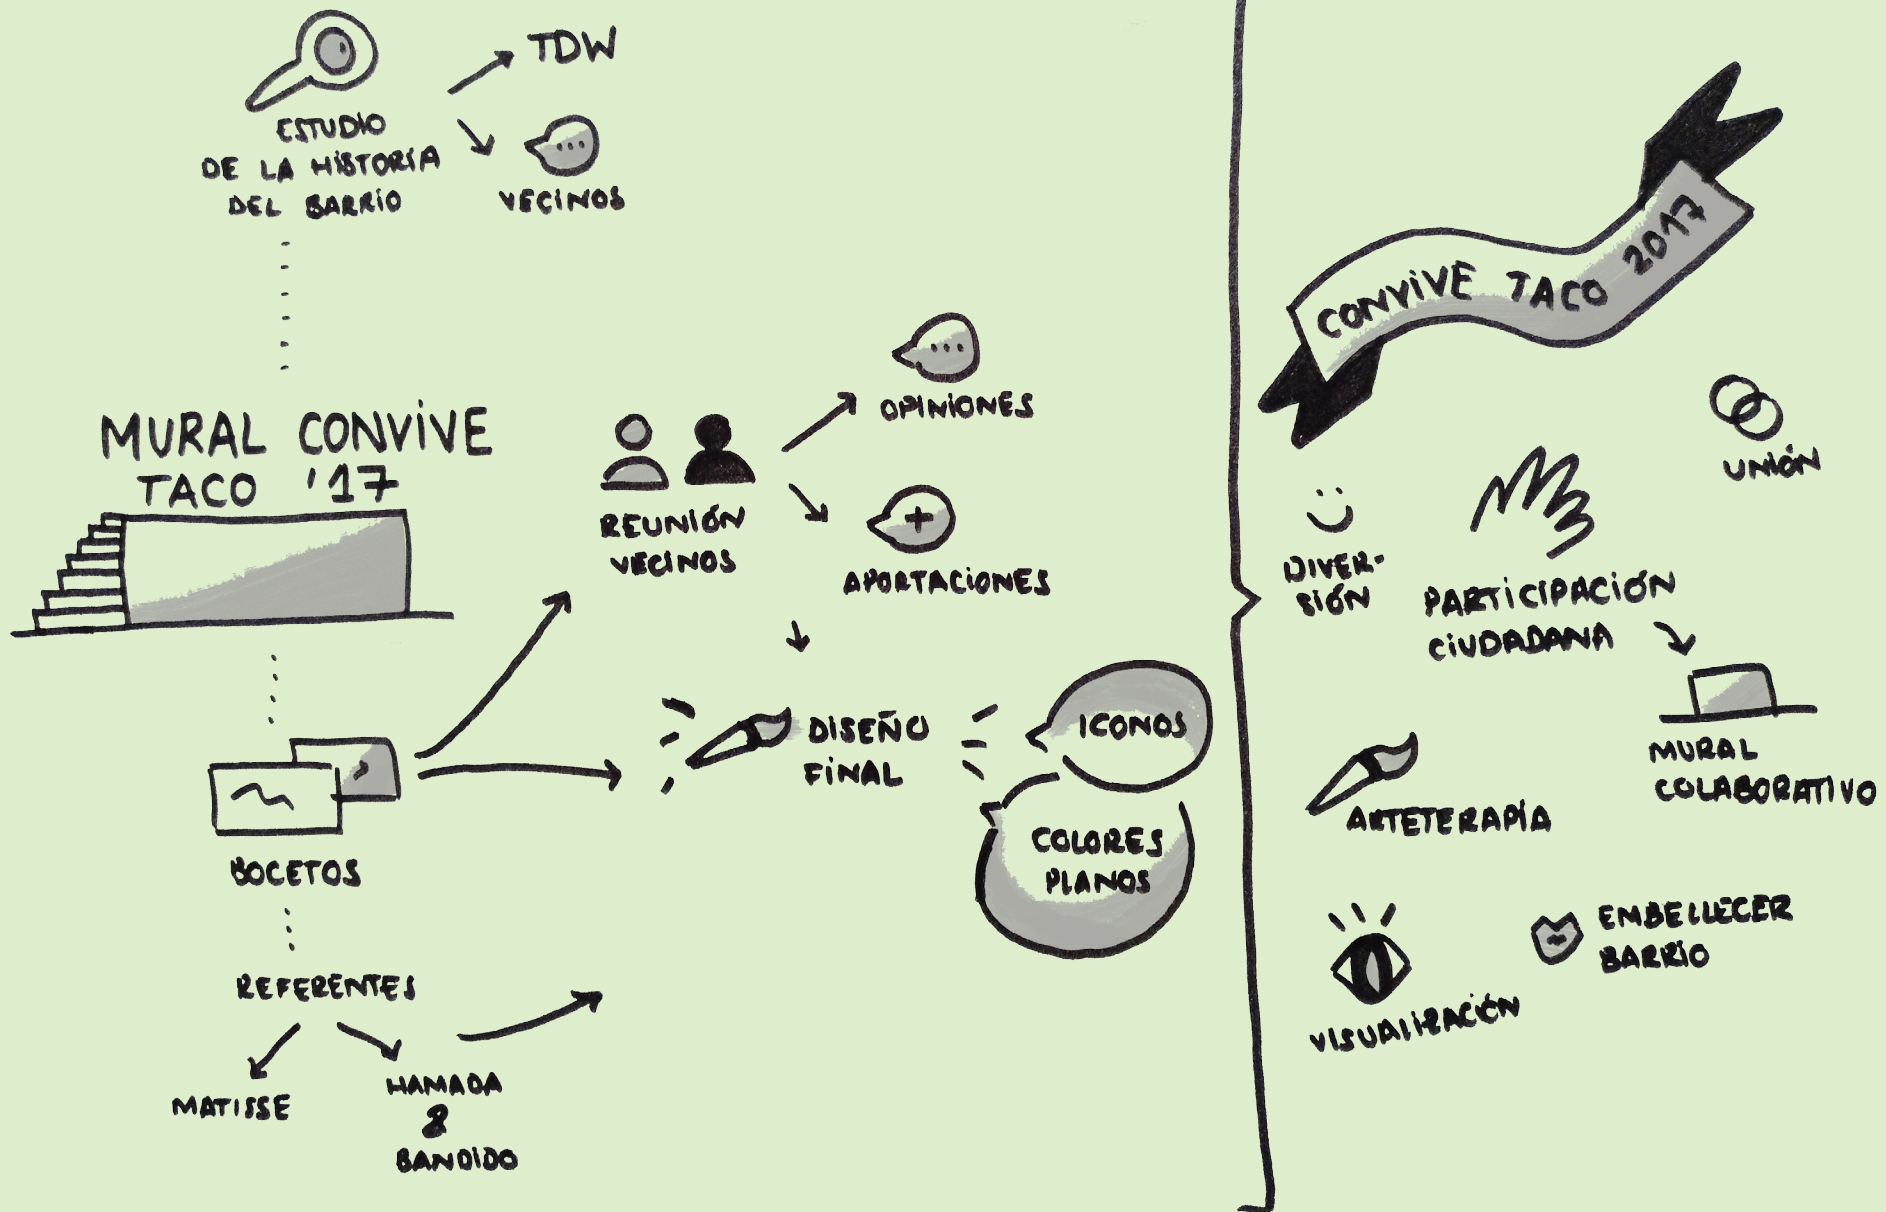 TDW
ESTUDIO
DE LA HISTORIA
DEL BARRIO
VECINOS
MURAL CONVIVE
TACO '17
OPINIONES
REUNIÓN
VECINOS
APORTACIONES
DISEÑO
FINAL
ICONOS
COLORES
PLANOS
BOCETOS
REFERENTES
MATISSE
HAMADA
&
BANDIDO
CONVIVE TACO 2017
UNIÓN
DIVER-
SIÓN
PARTICIPACIÓN
CIUDADANA
MURAL
COLABORATIVO
ARTETERAPIA
EMBELLECER
BARRIO
VISUALIZACIÓN